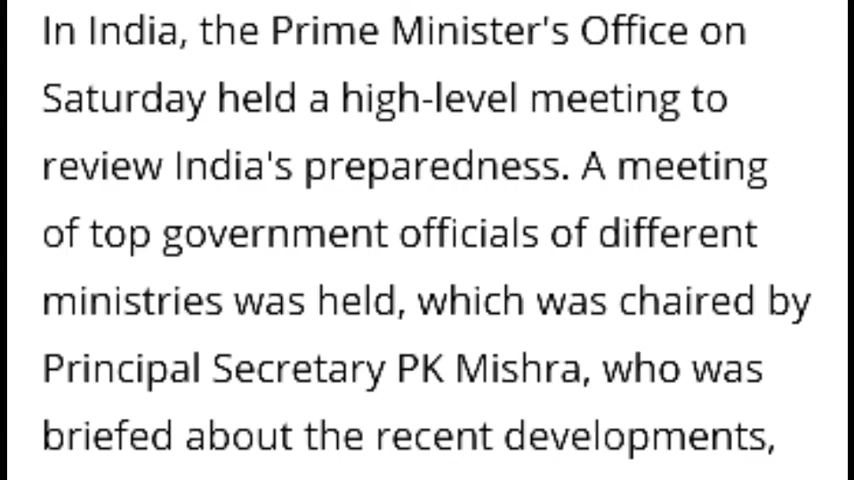 In India, the Prime Minister's Office on
Saturday held a high-level meeting to
review India's preparedness. A meeting
of top government officials of different
ministries was held, which was chaired by
Principal Secretary PK Mishra, who was
briefed about the recent developments,